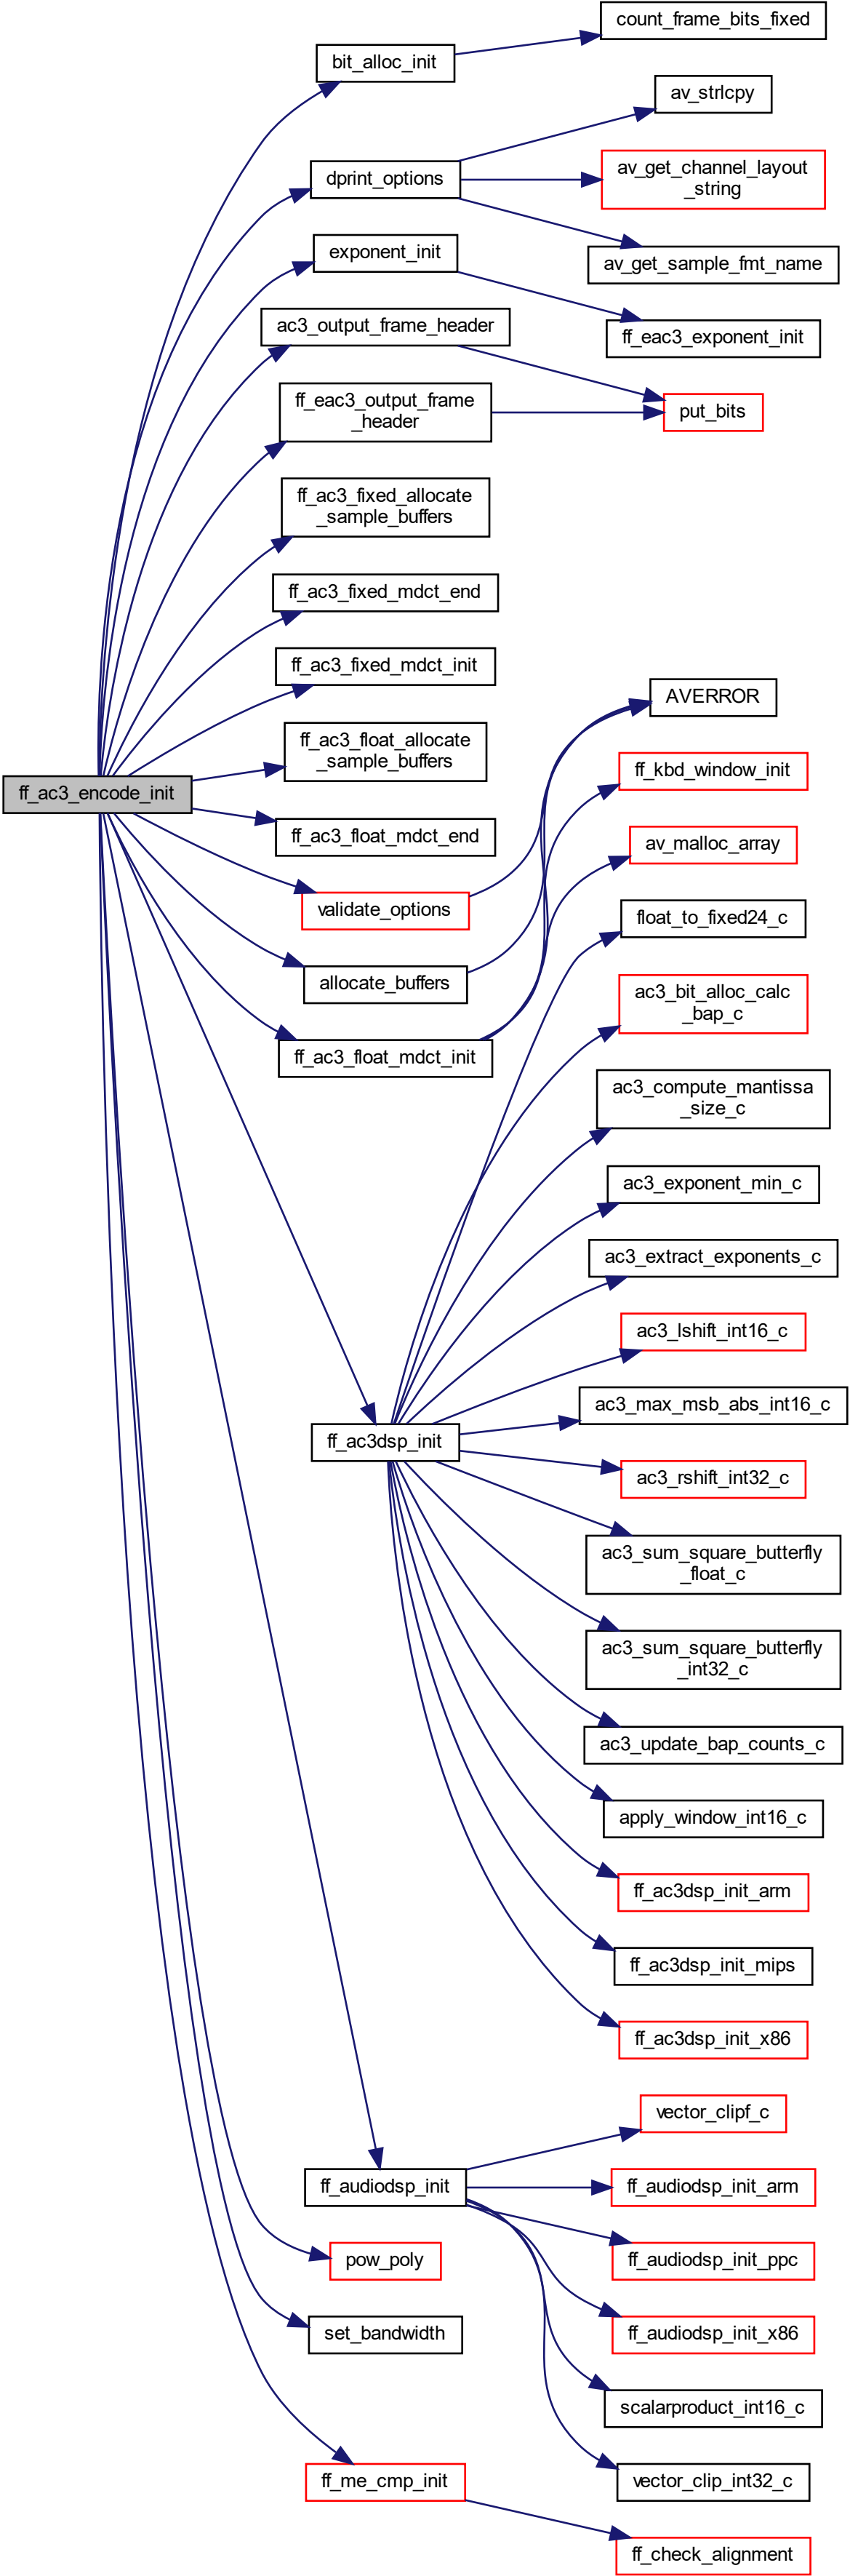 count_frame_bits_fixed
bit_alloc_init
av_strlcpy
dprint_options
av_get_channel_layout
_string
exponent_init
av_get_sample_fmt_name
ac3_output_frame_header
ff_eac3_exponent_init
ff_eac3_output_frame
_header
put_bits
ff_ac3_fixed_allocate
_sample_buffers
ff_ac3_fixed_mdct_end
ff_ac3_fixed_mdct_init
AVERROR
ff_ac3_float_allocate
_sample_buffers
ff_kbd_window_init
ff_ac3_encode_init
ff_ac3_float_mdct_end
av_malloc_array
validate_options
float_to_fixed24_c
allocate_buffers
ac3_bit_alloc_calc
_bap_c
ff_ac3_float_mdct_init
ac3_compute_mantissa
_size_c
ac3_exponent_min_c
ac3_extract_exponents_c
ac3_lshift_int16_c
ac3_max_msb_abs_int16_c
ff_ac3dsp_init
ac3_rshift_int32_c
ac3_sum_square_butterfly
_float_c
ac3_sum_square_butterfly
_int32_c
ac3_update_bap_counts_c
apply_window_int16_c
ff_ac3dsp_init_arm
ff_ac3dsp_init_mips
ff_ac3dsp_init_x86
vector_clipf_c
ff_audiodsp_init
ff_audiodsp_init_arm
ff_audiodsp_init_ppc
pow_poly
ff_audiodsp_init_x86
set_bandwidth
scalarproduct_int16_c
ff_me_cmp_init
vector_clip_int32_c
ff_check_alignment